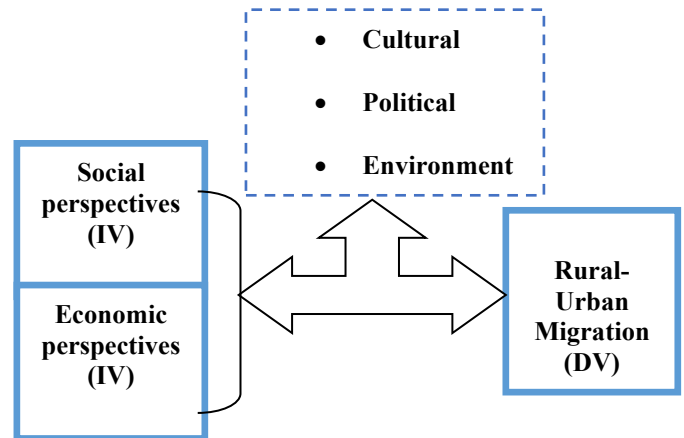 • Cultural
• Political
• Environment
Social
perspectives
(IV)
Economic
perspectives
(IV)
Rural-
Urban
Migration
(DV)